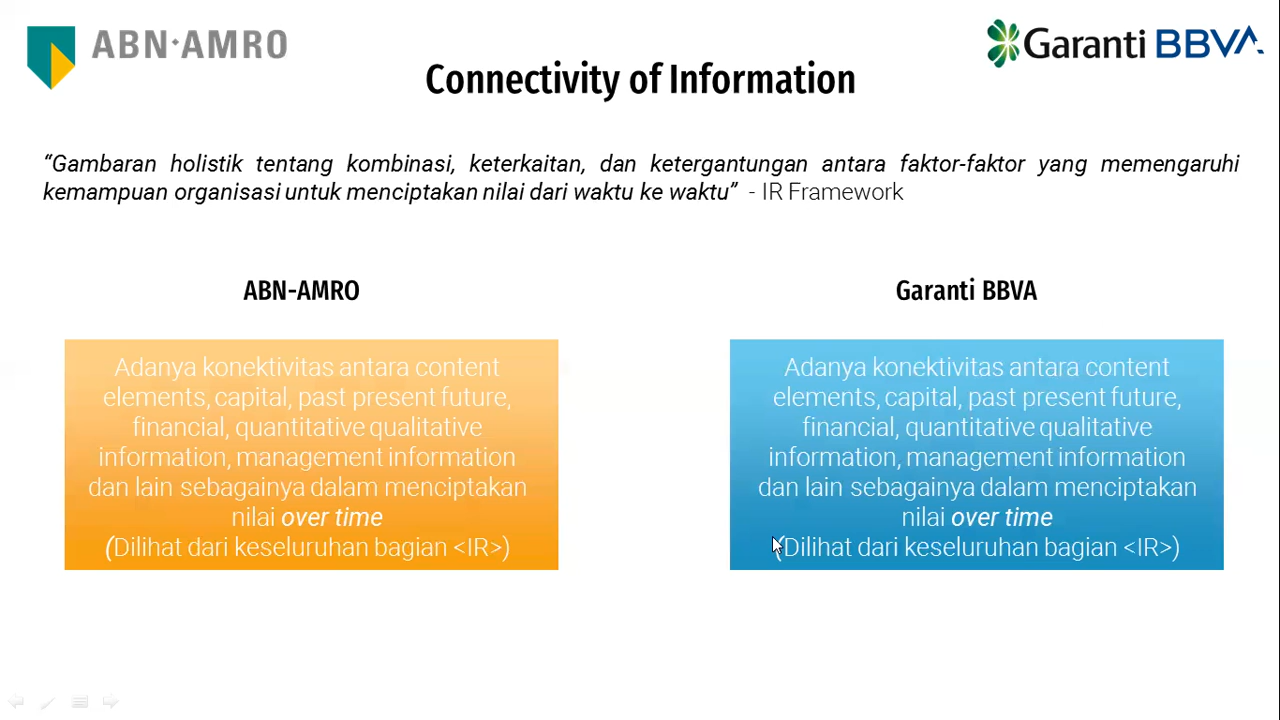 ABN·AMRO
Garanti BBVA
Connectivity of Information
“Gambaran holistik tentang kombinasi, keterkaitan, dan ketergantungan antara faktor-faktor yang memengaruhi
kemampuan organisasi untuk menciptakan nilai dari waktu ke waktu” - IR Framework
ABN-AMRO
Adanya konektivitas antara content
elements, capital, past present future,
financial, quantitative qualitative
information, management information
dan lain sebagainya dalam menciptakan
nilai over time
(Dilihat dari keseluruhan bagian <IR>)
Garanti BBVA
Adanya konektivitas antara content
elements, capital, past present future,
financial, quantitative qualitative
information, management information
dan lain sebagainya dalam menciptakan
nilai over time
(Dilihat dari keseluruhan bagian <IR>)